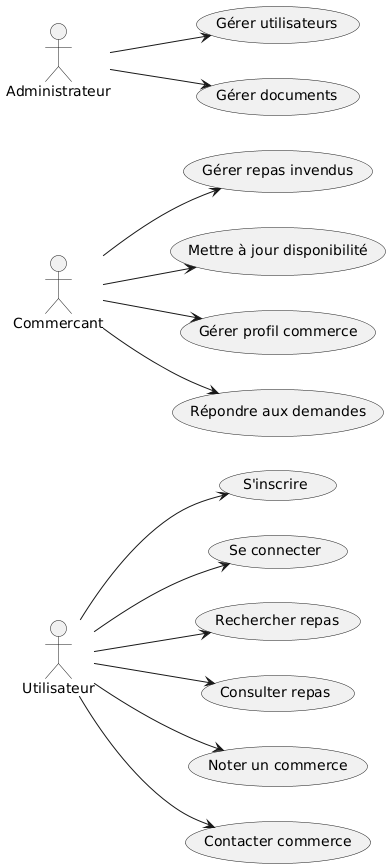 Gérer utilisateurs
Administrateur
Gérer documents
Gérer repas invendus
Mettre à jour disponibilité
Commercant
Gérer profil commerce
Répondre aux demandes
S'inscrire
Se connecter
Rechercher repas
Utilisateur
Consulter repas
Noter un commerce
Contacter commerce